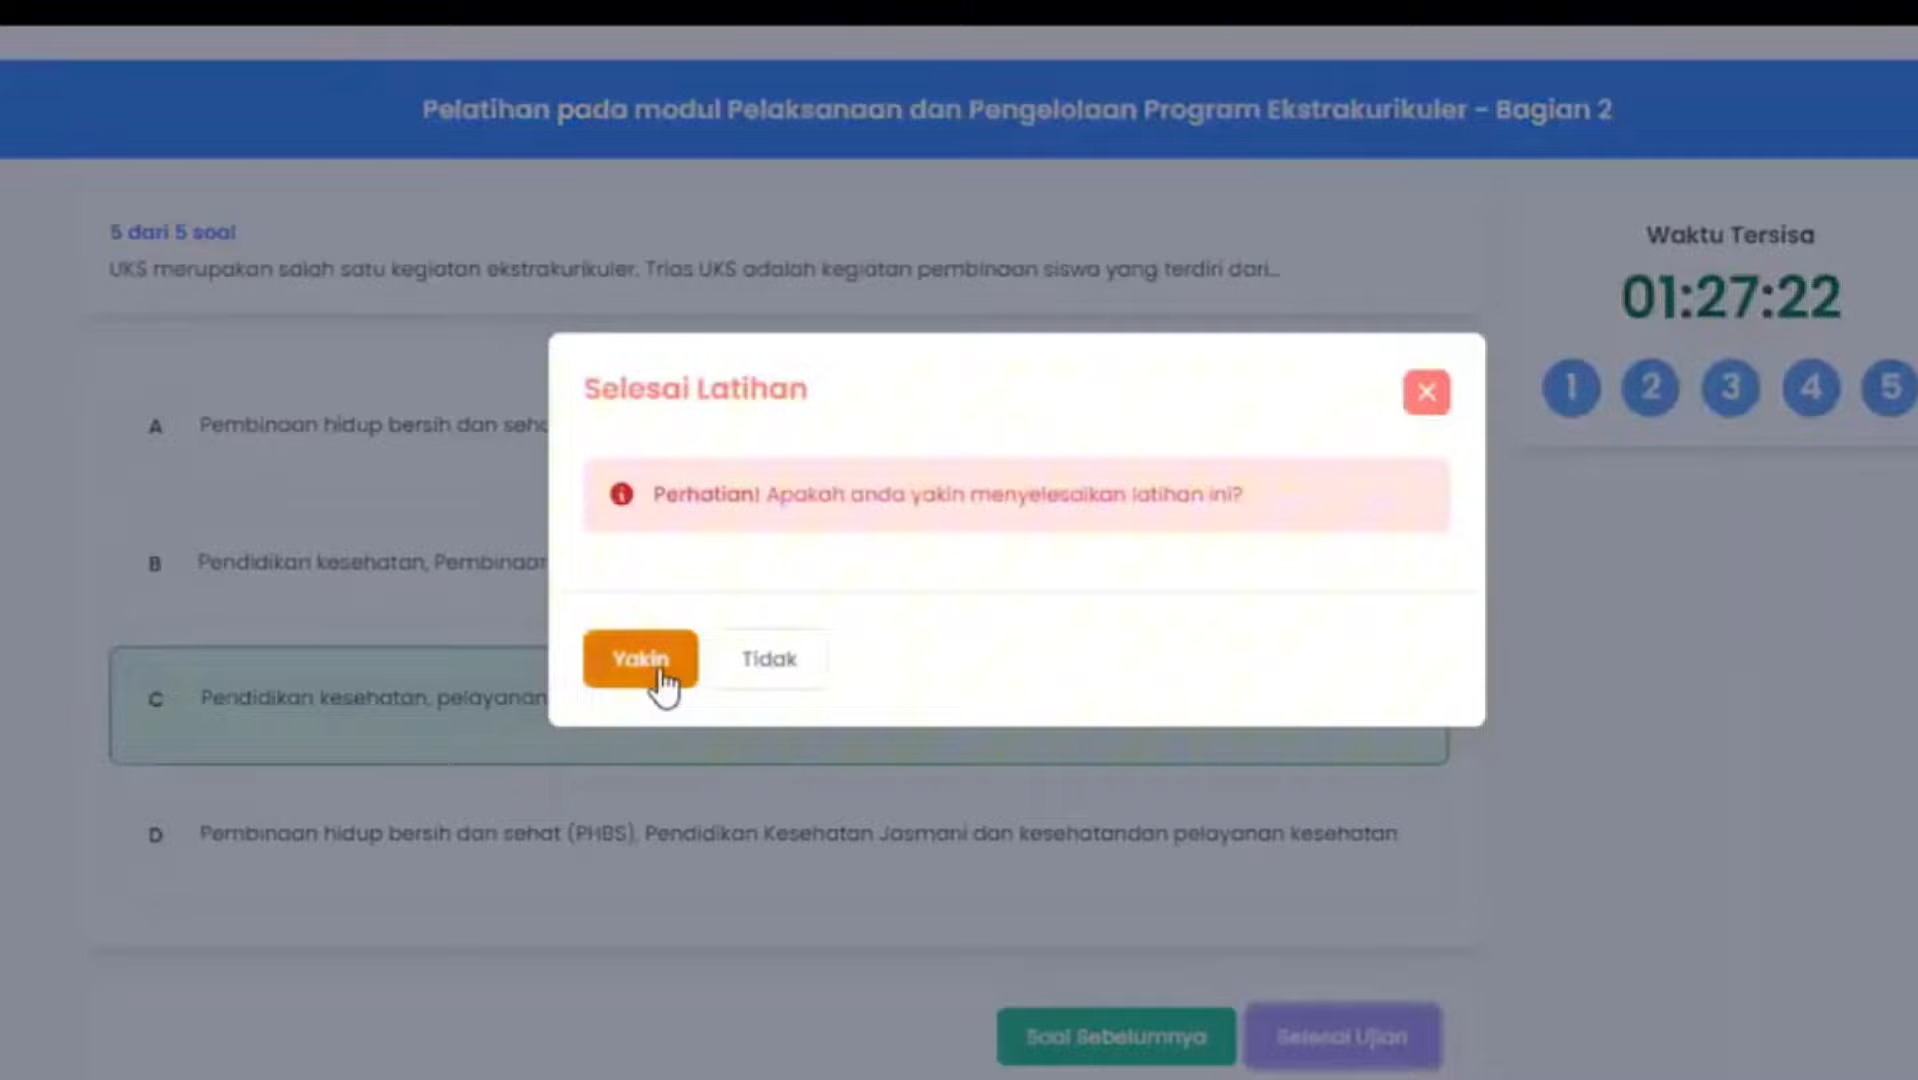 Pelatihan pada modul Pelaksanaan dan Pengelolaan Program Ekstrakurikuler - Bagian 2
5 dari 5 soal
UKS merupakan salah satu kegiatan ekstrakurikuler. Trias UKS adalah kegiatan pembinaan siswa yang terdiri dari...
Waktu Tersisa
01:27:22
1 2 3 4 5
Selesai Latihan
Perhatian! Apakah anda yakin menyelesaikan latihan ini?
Yakin
Tidak
A Pembinaan hidup bersih dan
B Pendidikan kesehatan,
C Pendidikan kesehatan, pelayanan
D Pembinaan hidup bersih dan sehat (PHBS), Pendidikan Kesehatan Jasmani dan kesehatandan pelayanan kesehatan
Soal Sebelumnya
Selesai Ujian